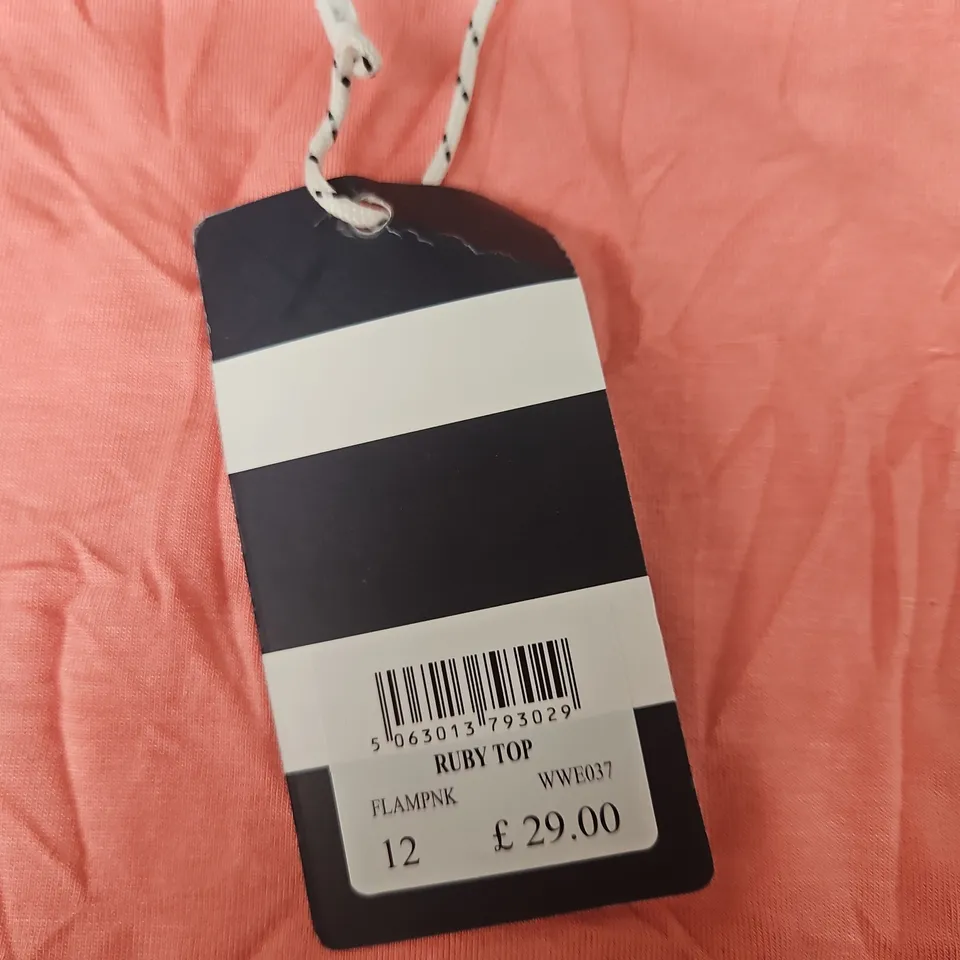 5 063013 793029
RUBY TOP
FLAMPNK WWE037
12 £ 29.00